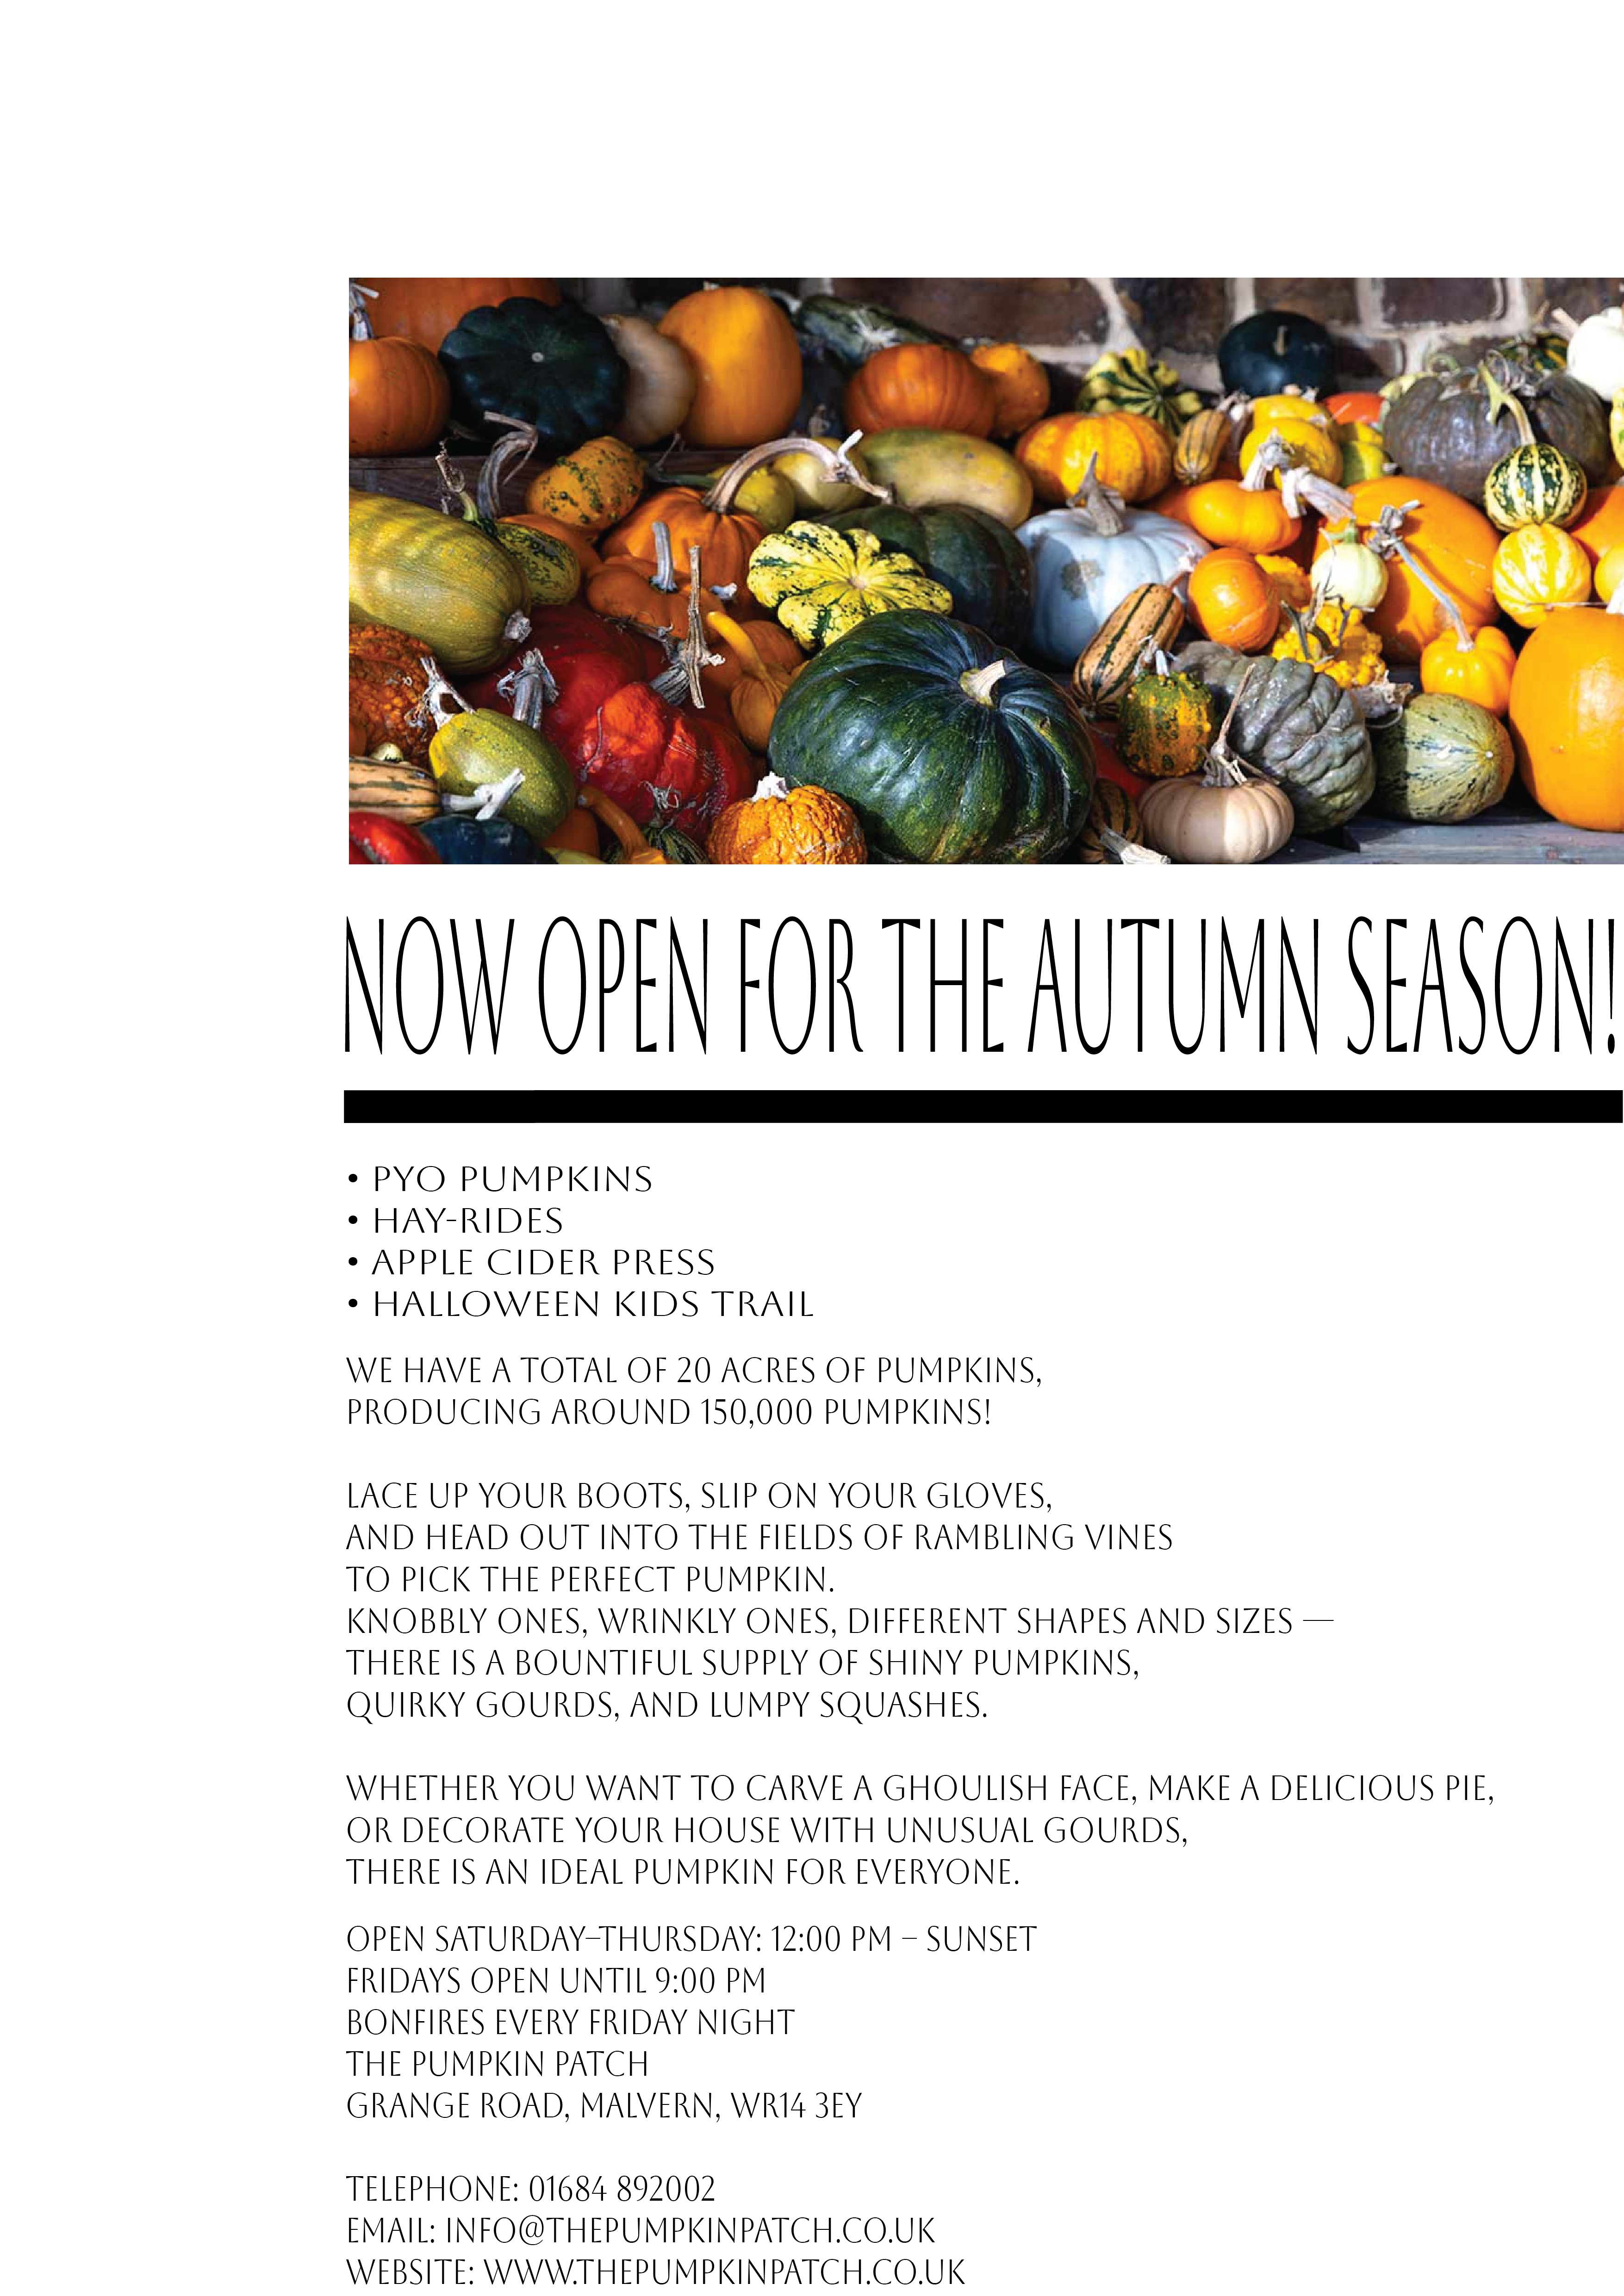 NOW OPEN FOR THE AUTUMN SEASON!
• PYO PUMPKINS
• HAY-RIDES
• APPLE CIDER PRESS
• HALLOWEEN KIDS TRAIL
WE HAVE A TOTAL OF 20 ACRES OF PUMPKINS,
PRODUCING AROUND 150,000 PUMPKINS!
LACE UP YOUR BOOTS, SLIP ON YOUR GLOVES,
AND HEAD OUT INTO THE FIELDS OF RAMBLING VINES
TO PICK THE PERFECT PUMPKIN.
KNOBBLY ONES, WRINKLY ONES, DIFFERENT SHAPES AND SIZES —
THERE IS A BOUNTIFUL SUPPLY OF SHINY PUMPKINS,
QUIRKY GOURDS, AND LUMPY SQUASHES.
WHETHER YOU WANT TO CARVE A GHOULISH FACE, MAKE A DELICIOUS PIE,
OR DECORATE YOUR HOUSE WITH UNUSUAL GOURDS,
THERE IS AN IDEAL PUMPKIN FOR EVERYONE.
OPEN SATURDAY–THURSDAY: 12:00 PM – SUNSET
FRIDAYS OPEN UNTIL 9:00 PM
BONFIRES EVERY FRIDAY NIGHT
THE PUMPKIN PATCH
GRANGE ROAD, MALVERN, WR14 3EY
TELEPHONE: 01684 892002
EMAIL: INFO@THEPUMPKINPATCH.CO.UK
WEBSITE: WWW.THEPUMPKINPATCH.CO.UK